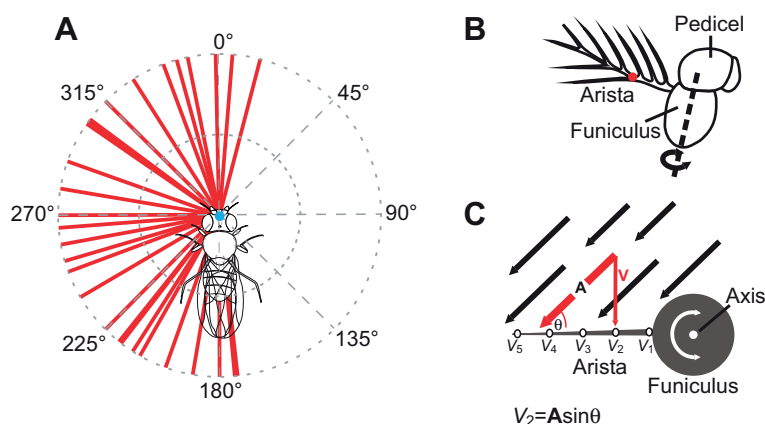 A
0°
45°
90°
135°
180°
225°
270°
315°
B
Pedicel
Arista
Funiculus
C
A
V
θ
Axis
V5 V4 V3 V2 V1
Arista
Funiculus
V2=Asinθ